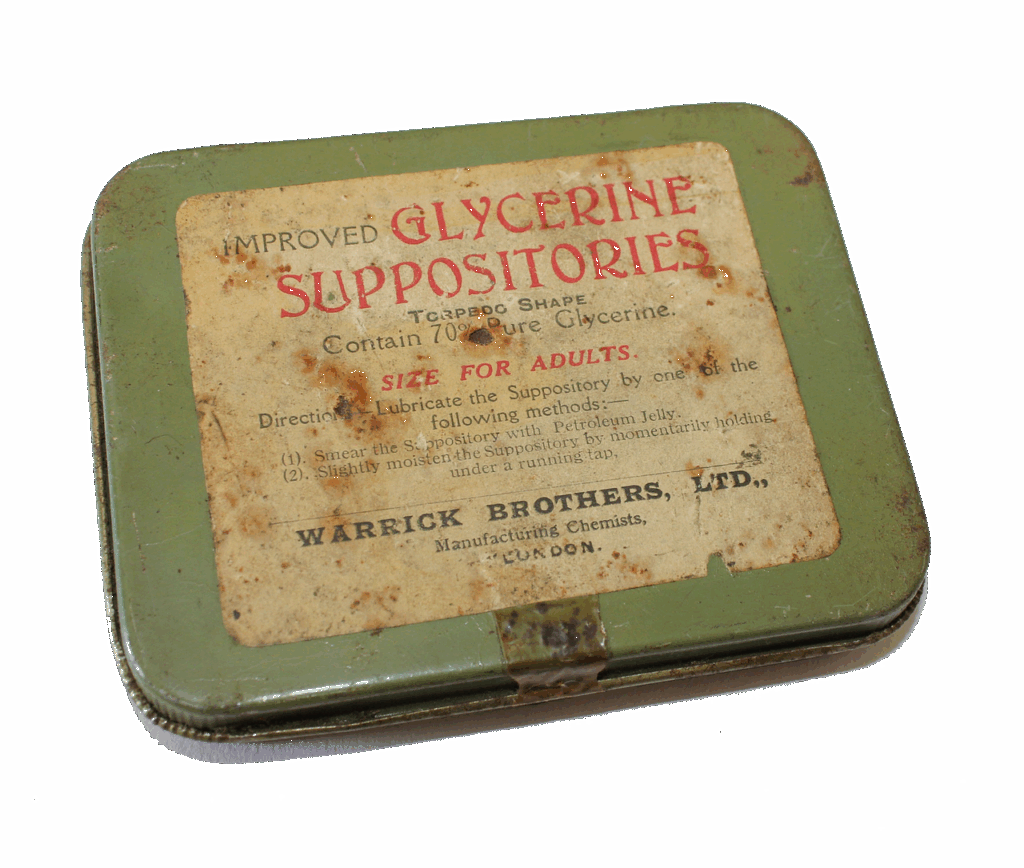 IMPROVED GLYCERINE
SUPPOSITORIES
TORPEDO SHAPE.
Contain 70% Pure Glycerine.
SIZE FOR ADULTS.
Directions—Lubricate the Suppository by one of the
following methods:—
(1). Smear the Suppository with Petroleum Jelly.
(2). Slightly moisten the Suppository by momentarily holding
under a running tap.
WARRICK BROTHERS, LTD.,
Manufacturing Chemists,
LONDON.